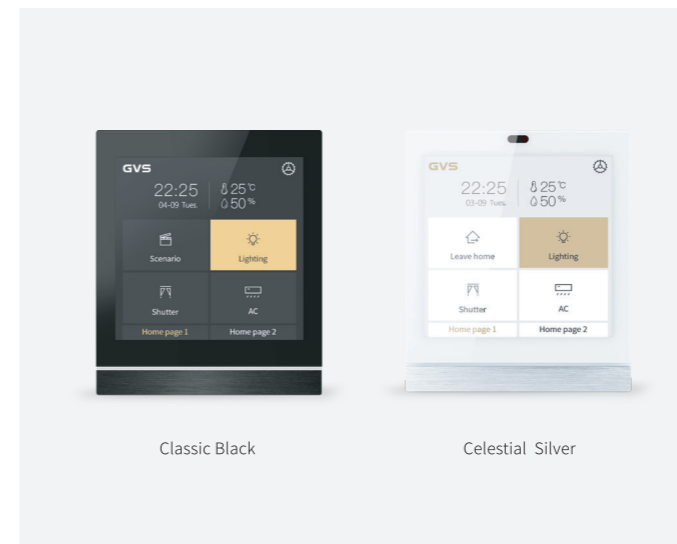 GVS
22:25
04-09 Tues.
25℃
50%
Scenario
Lighting
Shutter
AC
Home page 1
Home page 2
GVS
22:25
03-09 Tues.
25℃
50%
Leave home
Lighting
Shutter
AC
Home page 1
Home page 2
Classic Black
Celestial Silver